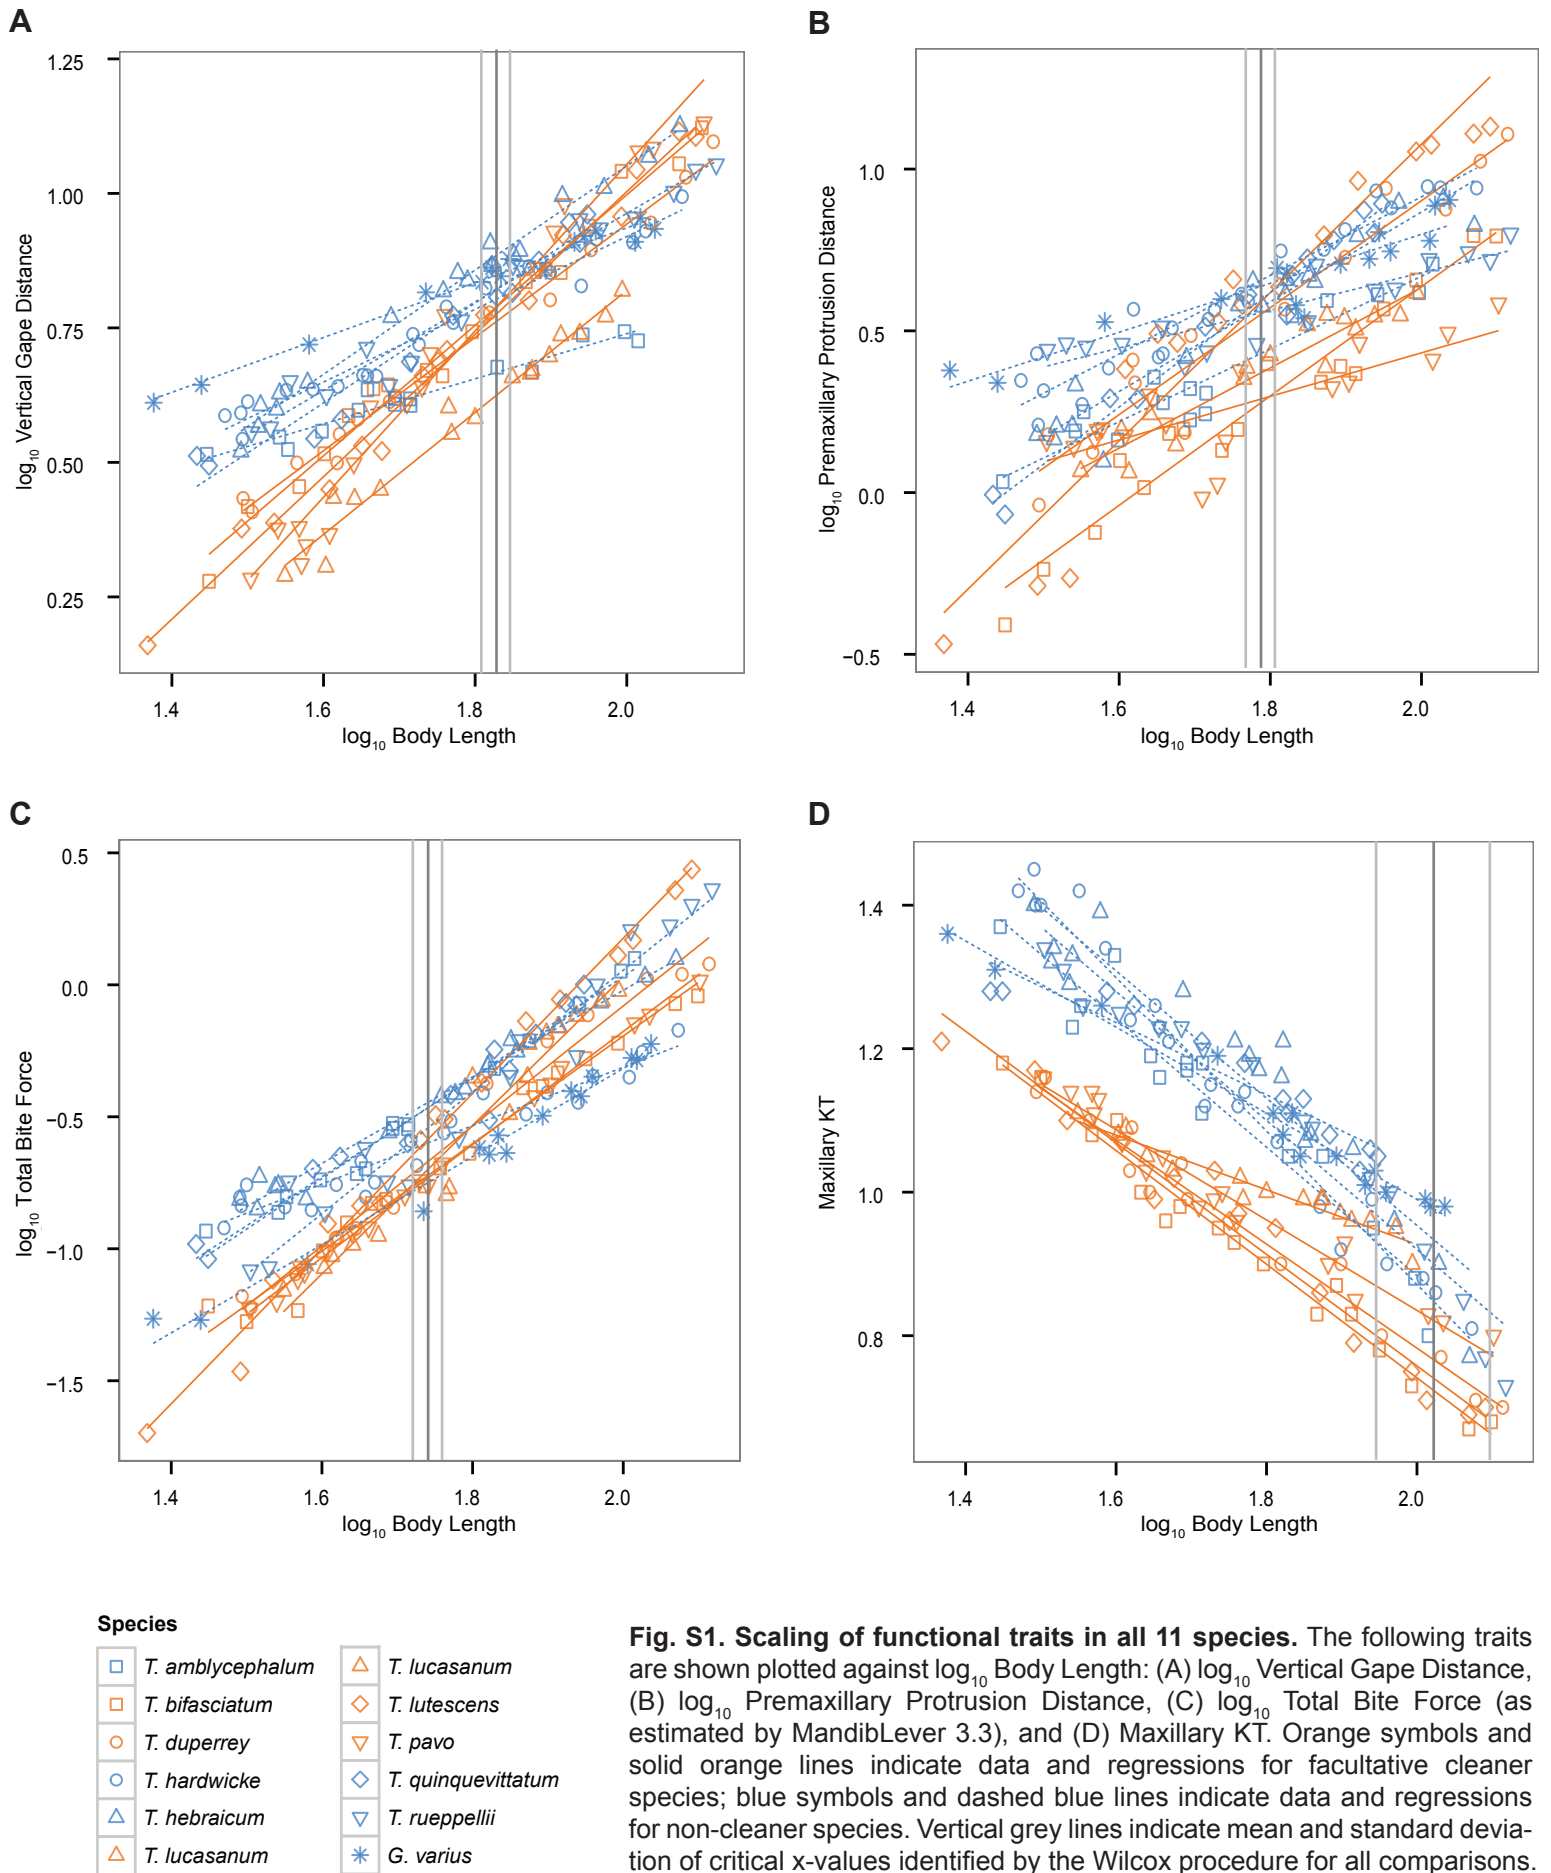 A
1.25
1.00
0.75
0.50
0.25
log10 Vertical Gape Distance
1.4
1.6
1.8
2.0
log10 Body Length
B
1.0
0.5
0.0
−0.5
log10 Premaxillary Protrusion Distance
1.4
1.6
1.8
2.0
log10 Body Length
C
0.5
0.0
−0.5
−1.0
−1.5
log10 Total Bite Force
1.4
1.6
1.8
2.0
log10 Body Length
D
1.4
1.2
1.0
0.8
Maxillary KT
1.4
1.6
1.8
2.0
log10 Body Length
Species
T. amblycephalum
T. bifasciatum
T. duperrey
T. hardwicke
T. hebraicum
T. lucasanum
T. lucasanum
T. lutescens
T. pavo
T. quinquevittatum
T. rueppellii
G. varius
Fig. S1. Scaling of functional traits in all 11 species. The following traits
are shown plotted against log10 Body Length: (A) log10 Vertical Gape Distance,
(B) log10 Premaxillary Protrusion Distance, (C) log10 Total Bite Force (as
estimated by MandibLever 3.3), and (D) Maxillary KT. Orange symbols and
solid orange lines indicate data and regressions for facultative cleaner
species; blue symbols and dashed blue lines indicate data and regressions
for non-cleaner species. Vertical grey lines indicate mean and standard devia-
tion of critical x-values identified by the Wilcox procedure for all comparisons.